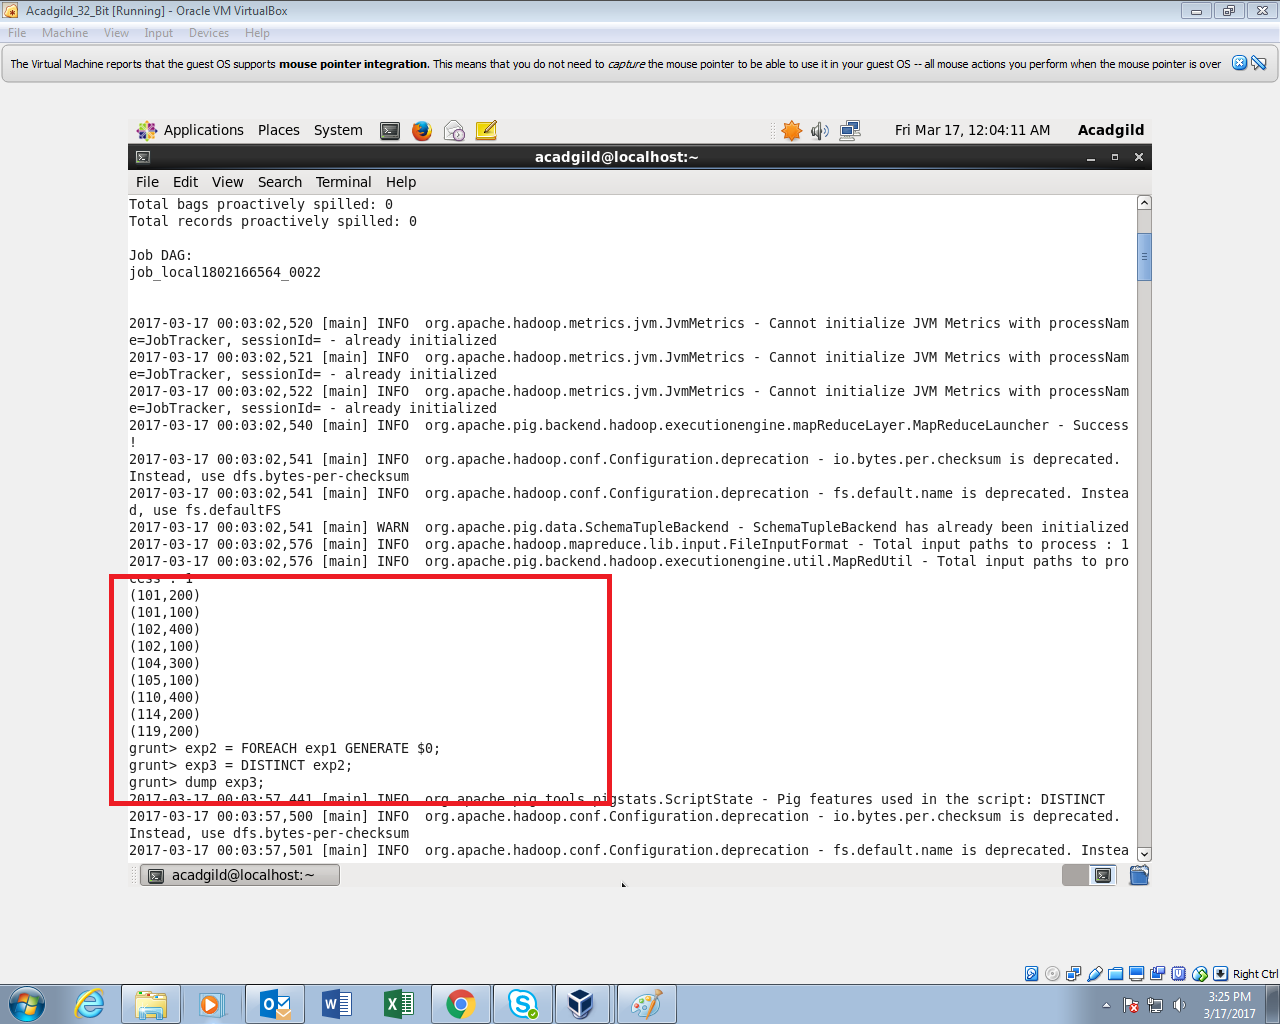 Acadgild_32_Bit [Running] - Oracle VM VirtualBox
File Machine View Input Devices Help
The Virtual Machine reports that the guest OS supports mouse pointer integration. This means that you do not need to capture the mouse pointer to be able to use it in your guest OS -- all mouse actions you perform when the mouse pointer is over
Applications Places System Fri Mar 17, 12:04:11 AM Acadgild
acadgild@localhost:~
File Edit View Search Terminal Help
Total bags proactively spilled: 0
Total records proactively spilled: 0
Job DAG:
job_local1802166564_0022
2017-03-17 00:03:02,520 [main] INFO  org.apache.hadoop.metrics.jvm.JvmMetrics - Cannot initialize JVM Metrics with processNam
e=JobTracker, sessionId= - already initialized
2017-03-17 00:03:02,521 [main] INFO  org.apache.hadoop.metrics.jvm.JvmMetrics - Cannot initialize JVM Metrics with processNam
e=JobTracker, sessionId= - already initialized
2017-03-17 00:03:02,522 [main] INFO  org.apache.hadoop.metrics.jvm.JvmMetrics - Cannot initialize JVM Metrics with processNam
e=JobTracker, sessionId= - already initialized
2017-03-17 00:03:02,540 [main] INFO  org.apache.pig.backend.hadoop.executionengine.mapReduceLayer.MapReduceLauncher - Success
!
2017-03-17 00:03:02,541 [main] INFO  org.apache.hadoop.conf.Configuration.deprecation - io.bytes.per.checksum is deprecated.
Instead, use dfs.bytes-per-checksum
2017-03-17 00:03:02,541 [main] INFO  org.apache.hadoop.conf.Configuration.deprecation - fs.default.name is deprecated. Instea
d, use fs.defaultFS
2017-03-17 00:03:02,541 [main] WARN  org.apache.pig.data.SchemaTupleBackend - SchemaTupleBackend has already been initialized
2017-03-17 00:03:02,576 [main] INFO  org.apache.hadoop.mapreduce.lib.input.FileInputFormat - Total input paths to process : 1
2017-03-17 00:03:02,576 [main] INFO  org.apache.pig.backend.hadoop.executionengine.util.MapRedUtil - Total input paths to pro
cess : 1
(101,200)
(101,100)
(102,400)
(102,100)
(104,300)
(105,100)
(110,400)
(114,200)
(119,200)
grunt> exp2 = FOREACH exp1 GENERATE $0;
grunt> exp3 = DISTINCT exp2;
grunt> dump exp3;
2017-03-17 00:03:57,441 [main] INFO  org.apache.pig.tools.pigstats.ScriptState - Pig features used in the script: DISTINCT
2017-03-17 00:03:57,500 [main] INFO  org.apache.hadoop.conf.Configuration.deprecation - io.bytes.per.checksum is deprecated.
Instead, use dfs.bytes-per-checksum
2017-03-17 00:03:57,501 [main] INFO  org.apache.hadoop.conf.Configuration.deprecation - fs.default.name is deprecated. Instea
acadgild@localhost:~
Right Ctrl
3:25 PM
3/17/2017